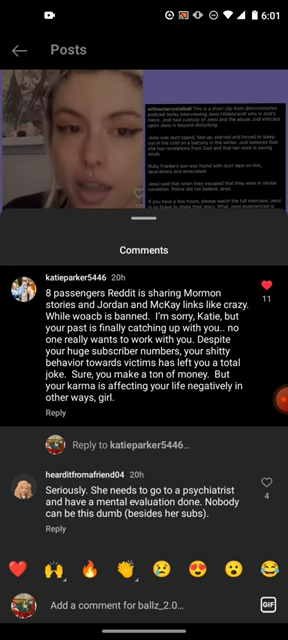 6:01
Posts
withoutacrystalball This is a short clip from @mormonstories
podcast today interviewing Jessi Hildebrandt who is Jodi's
niece. Jodi had custody of Jessi and the abuse Jodi inflicted
upon Jessi is beyond disturbing
Jessi was duct taped, tied up, starved and forced to sleep
out in the cold on a balcony in the winter. Jodi believes that
she has revelations from God and that her work is saving
souls.
Ruby Franke's son was found with duct tape on him,
lacerations and emaciated.
Jessi said that when they escaped that they were in similar
condition. Police did not believe Jessi.
If you have a few hours, please watch the full interview. Jessi
is so brave to share their story. What Jessi experienced is
Comments
katieparker5446 20h
8 passengers Reddit is sharing Mormon
stories and Jordan and McKay links like crazy.
While woacb is banned. I'm sorry, Katie, but
your past is finally catching up with you.. no
one really wants to work with you. Despite
your huge subscriber numbers, your shitty
behavior towards victims has left you a total
joke. Sure, you make a ton of money. But
your karma is affecting your life negatively in
other ways, girl.
11
Reply
Reply to katieparker5446...
hearditfromafriend04 20h
Seriously. She needs to go to a psychiatrist
and have a mental evaluation done. Nobody
can be this dumb (besides her subs).
4
Reply
Add a comment for ballz_2.0...
GIF